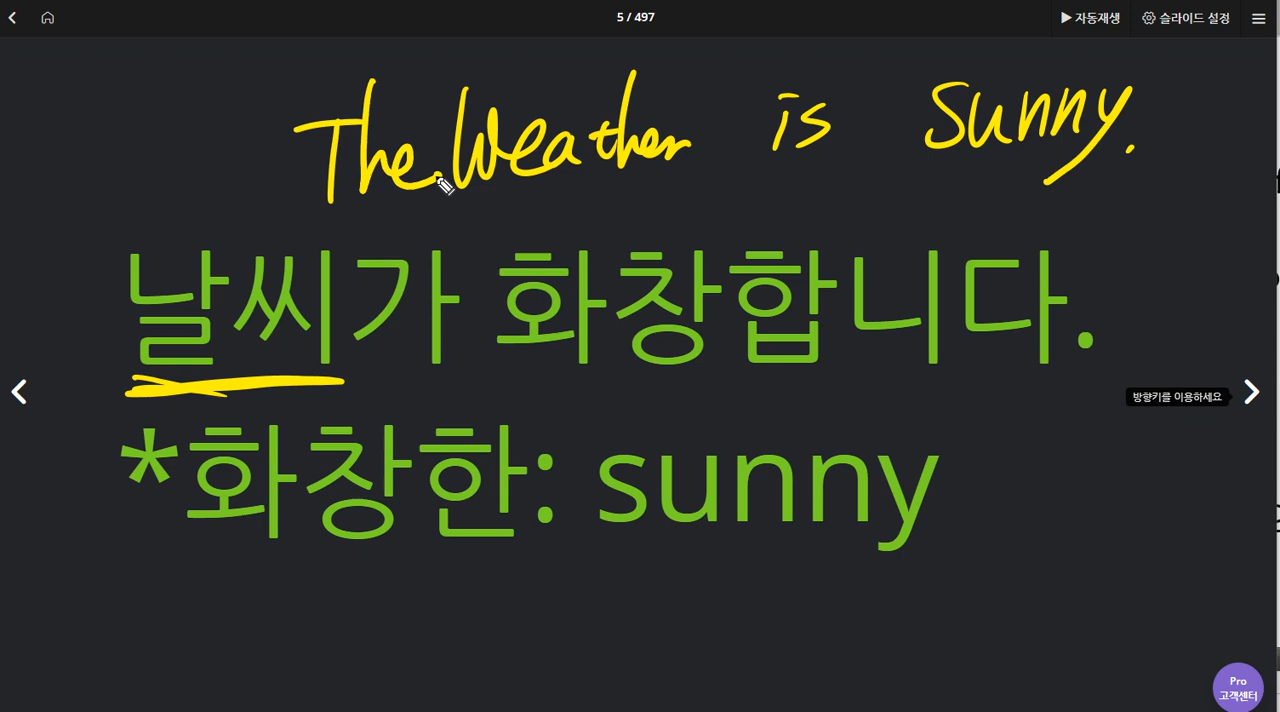 5 / 497
자동재생
슬라이드 설정
The Weather is sunny.
날씨가 화창합니다.
방향키를 이용하세요
*화창한: sunny
Pro
고객센터